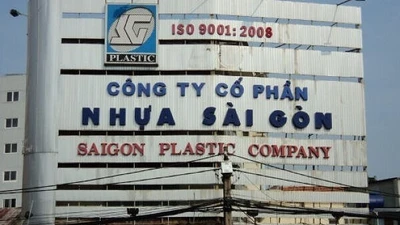 SG
PLASTIC
ISO 9001: 2008
CÔNG TY CỔ PHẦN
NHỰA SÀI GÒN
SAIGON PLASTIC COMPANY